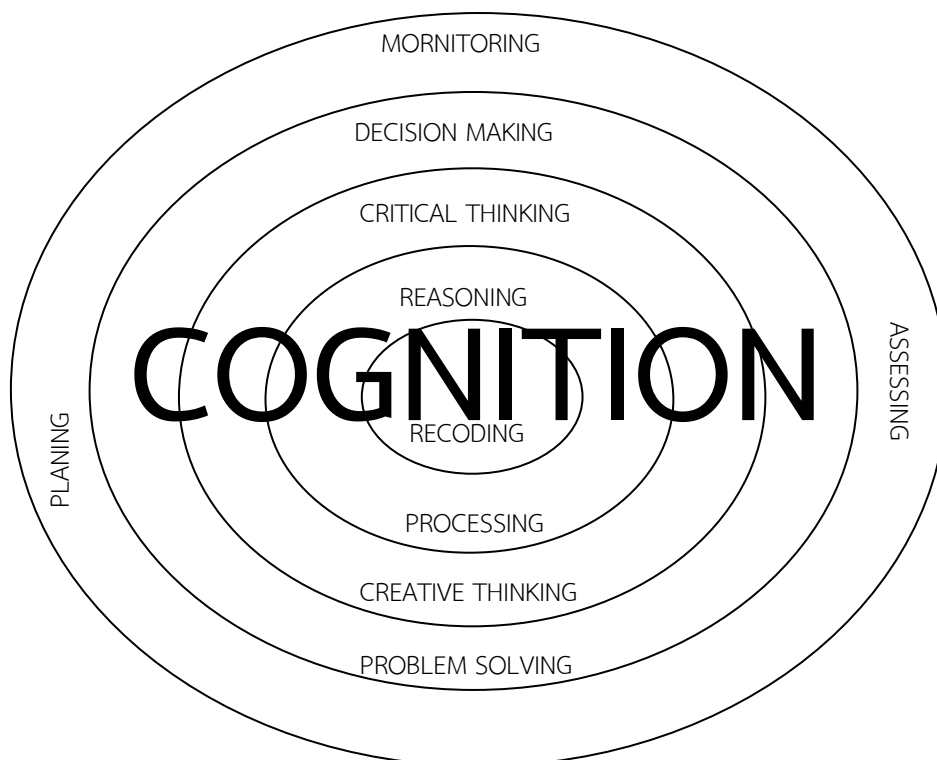 MORNITORING
DECISION MAKING
CRITICAL THINKING
REASONING
COGNITION
ASSESSING
PLANING
RECODING
PROCESSING
CREATIVE THINKING
PROBLEM SOLVING